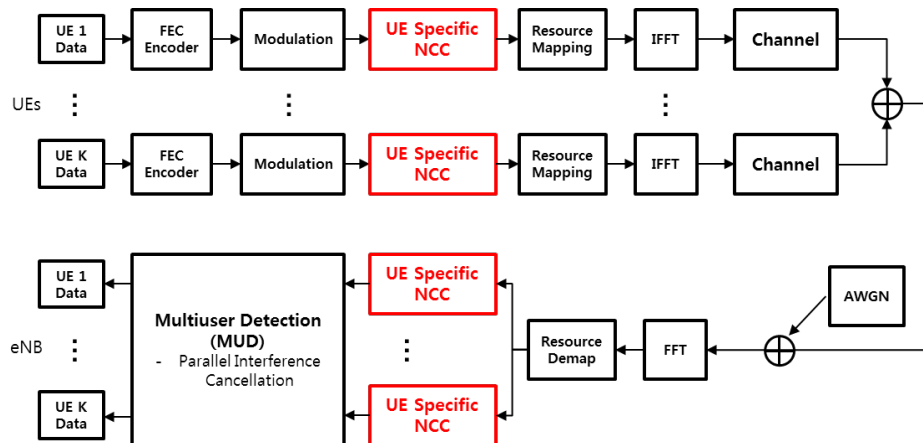 UE 1
Data
FEC
Encoder
Modulation
UE Specific
NCC
Resource
Mapping
IFFT
Channel
UEs
UE K
Data
FEC
Encoder
Modulation
UE Specific
NCC
Resource
Mapping
IFFT
Channel
UE 1
Data
Multiuser Detection
(MUD)
- Parallel Interference
Cancellation
UE Specific
NCC
AWGN
eNB
Resource
Demap
FFT
UE K
Data
UE Specific
NCC